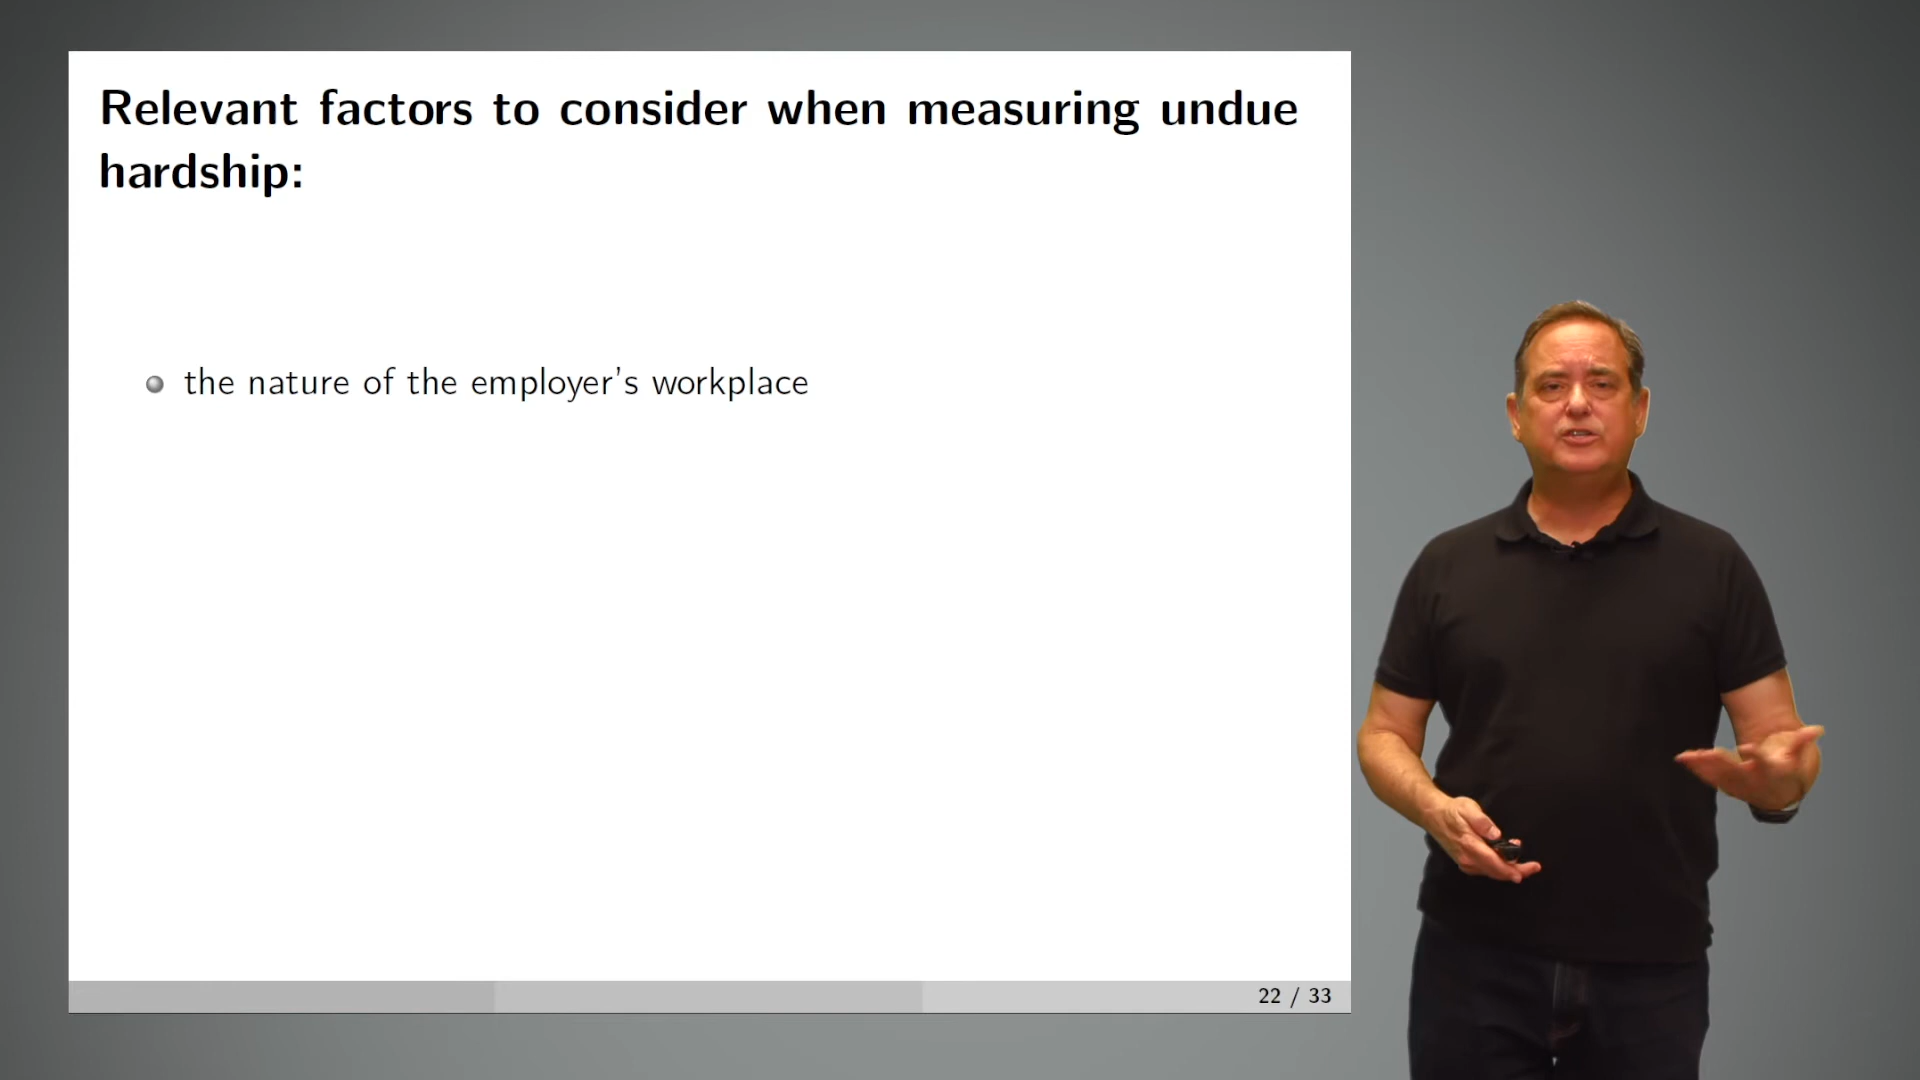 Relevant factors to consider when measuring undue
hardship:
the nature of the employer's workplace
22 / 33